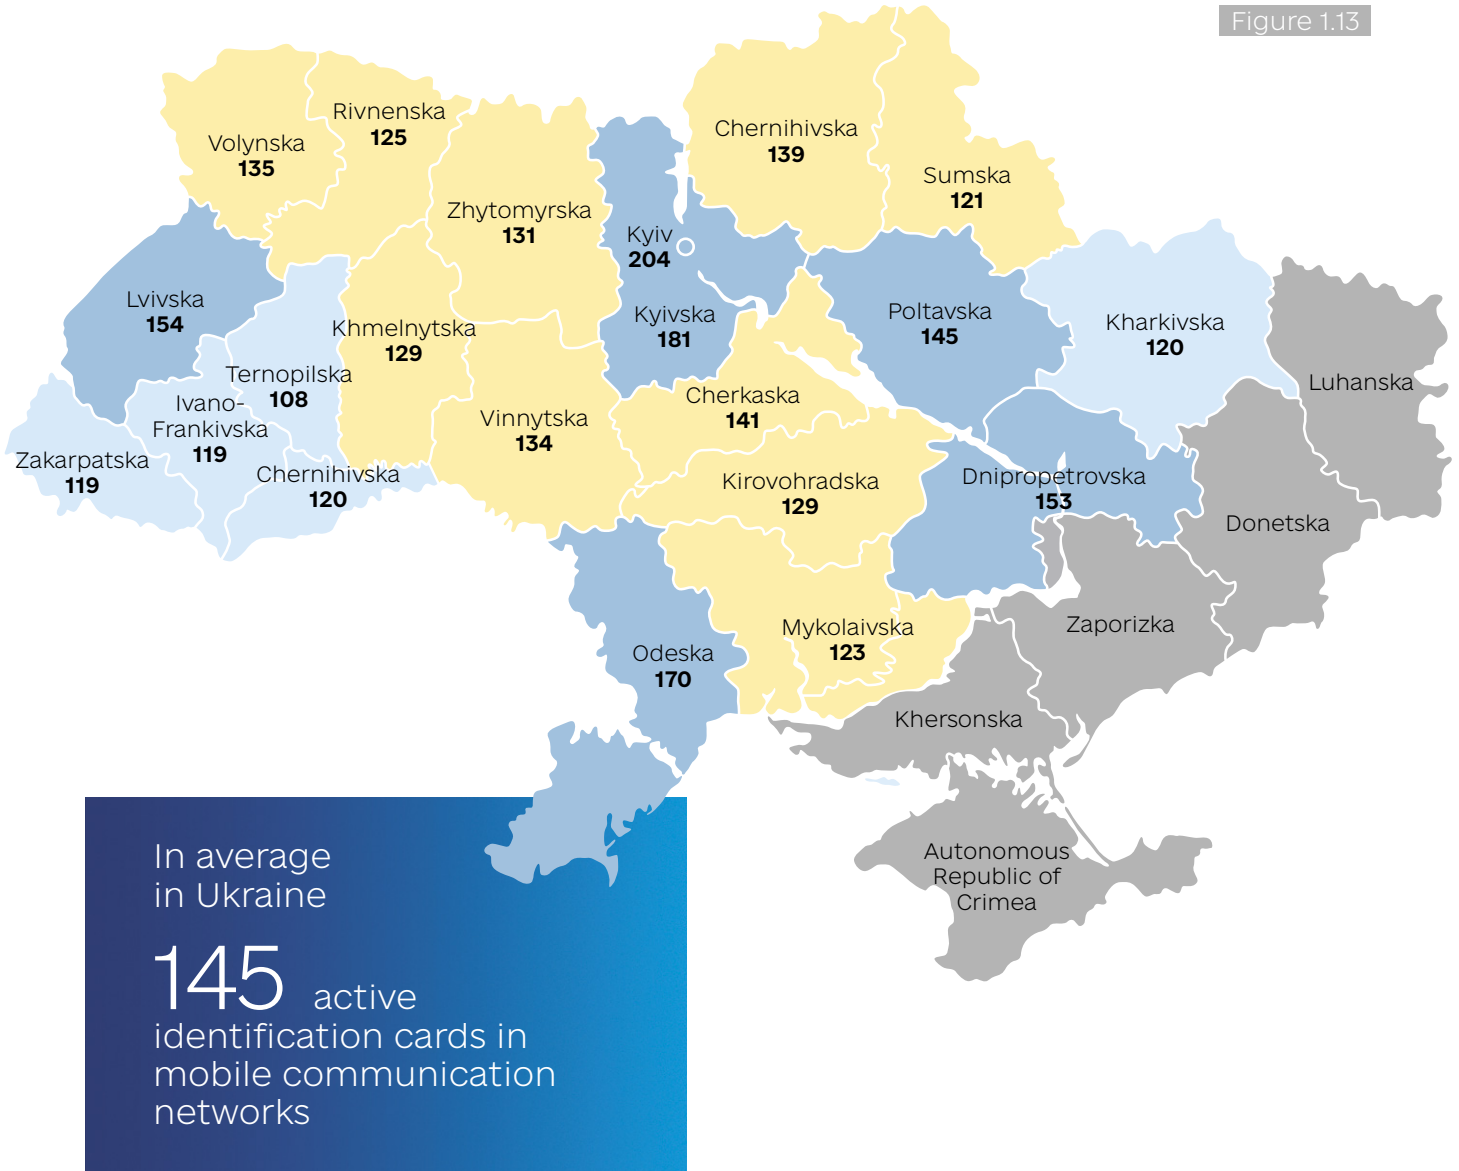 Figure 1.13
Rivnenska
125
Volynska
135
Chernihivska
139
Sumska
121
Zhytomyrska
131
Kyiv
204
Lvivska
154
Kyivska
181
Poltavska
145
Kharkivska
120
Khmelnytska
129
Ternopilska
108
Luhanska
Ivano-
Frankivska
119
Cherkaska
141
Vinnytska
134
Zakarpatska
119
Chernihivska
120
Kirovohradska
129
Dnipropetrovska
153
Donetska
Mykolaivska
123
Zaporizka
Odeska
170
Khersonska
Autonomous
Republic of
Crimea
In average
in Ukraine
145 active
identification cards in
mobile communication
networks